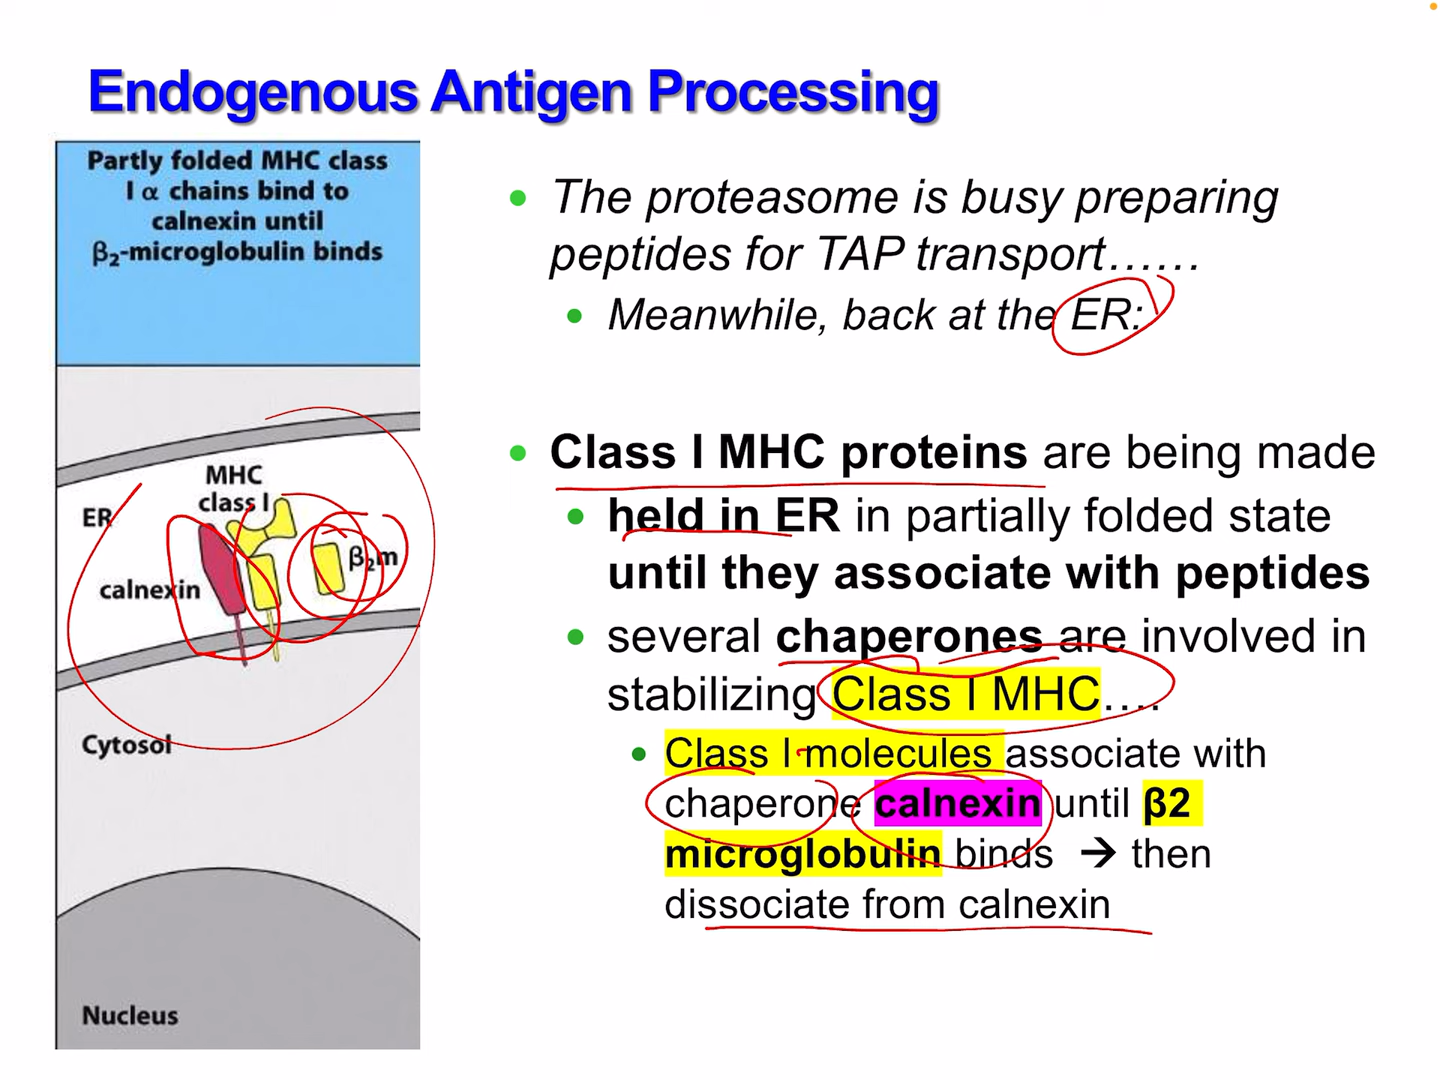 Endogenous Antigen Processing
Partly folded MHC class
I α chains bind to
calnexin until
β₂-microglobulin binds
MHC
class I
ER
β₂m
calnexin
Cytosol
Nucleus
• The proteasome is busy preparing
peptides for TAP transport……
• Meanwhile, back at the ER:
• Class I MHC proteins are being made
• held in ER in partially folded state
until they associate with peptides
• several chaperones are involved in
stabilizing Class I MHC….
• Class I molecules associate with
chaperone calnexin until β2
microglobulin binds → then
dissociate from calnexin